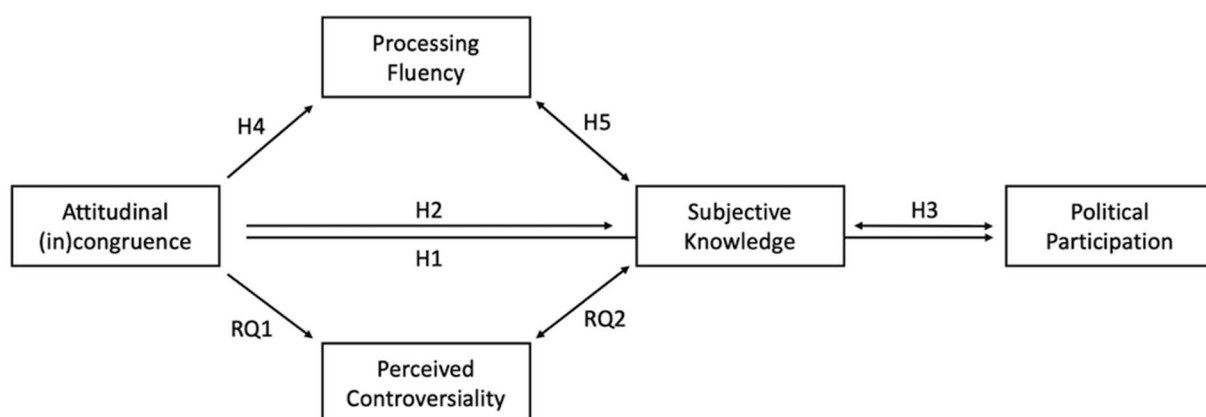 Processing
Fluency
H4
H5
Attitudinal
(in)congruence
H2
H1
Subjective
Knowledge
H3
Political
Participation
RQ1
RQ2
Perceived
Controversiality